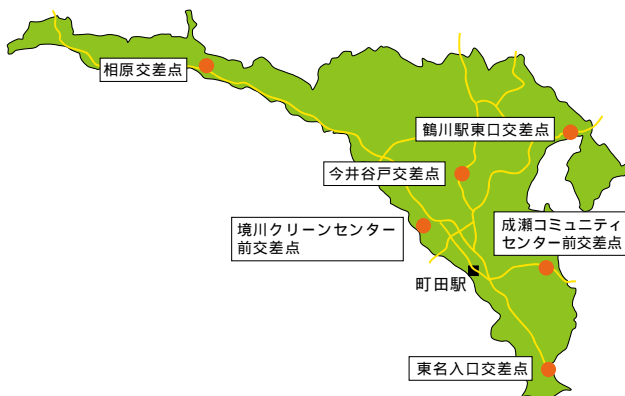 相原交差点
鶴川駅東口交差点
今井谷戸交差点
境川クリーンセンター
前交差点
成瀬コミュニティ
センター前交差点
町田駅
東名入口交差点